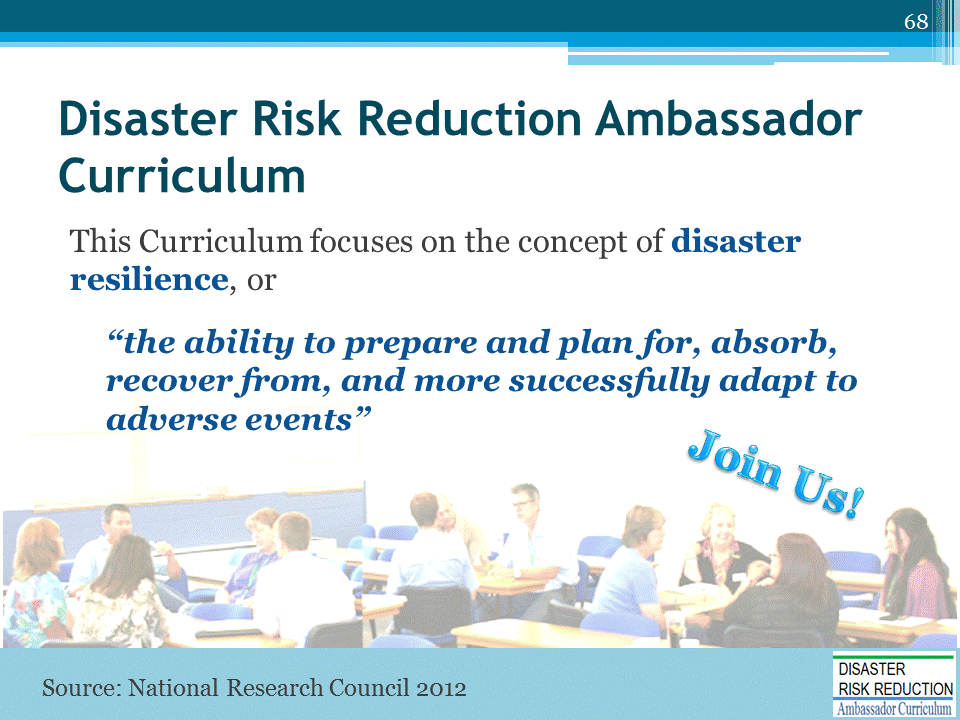 68
Disaster Risk Reduction Ambassador
Curriculum
This Curriculum focuses on the concept of disaster
resilience, or
“the ability to prepare and plan for, absorb,
recover from, and more successfully adapt to
adverse events”
Join Us!
Source: National Research Council 2012
DISASTER
RISK REDUCTION
Ambassador Curriculum